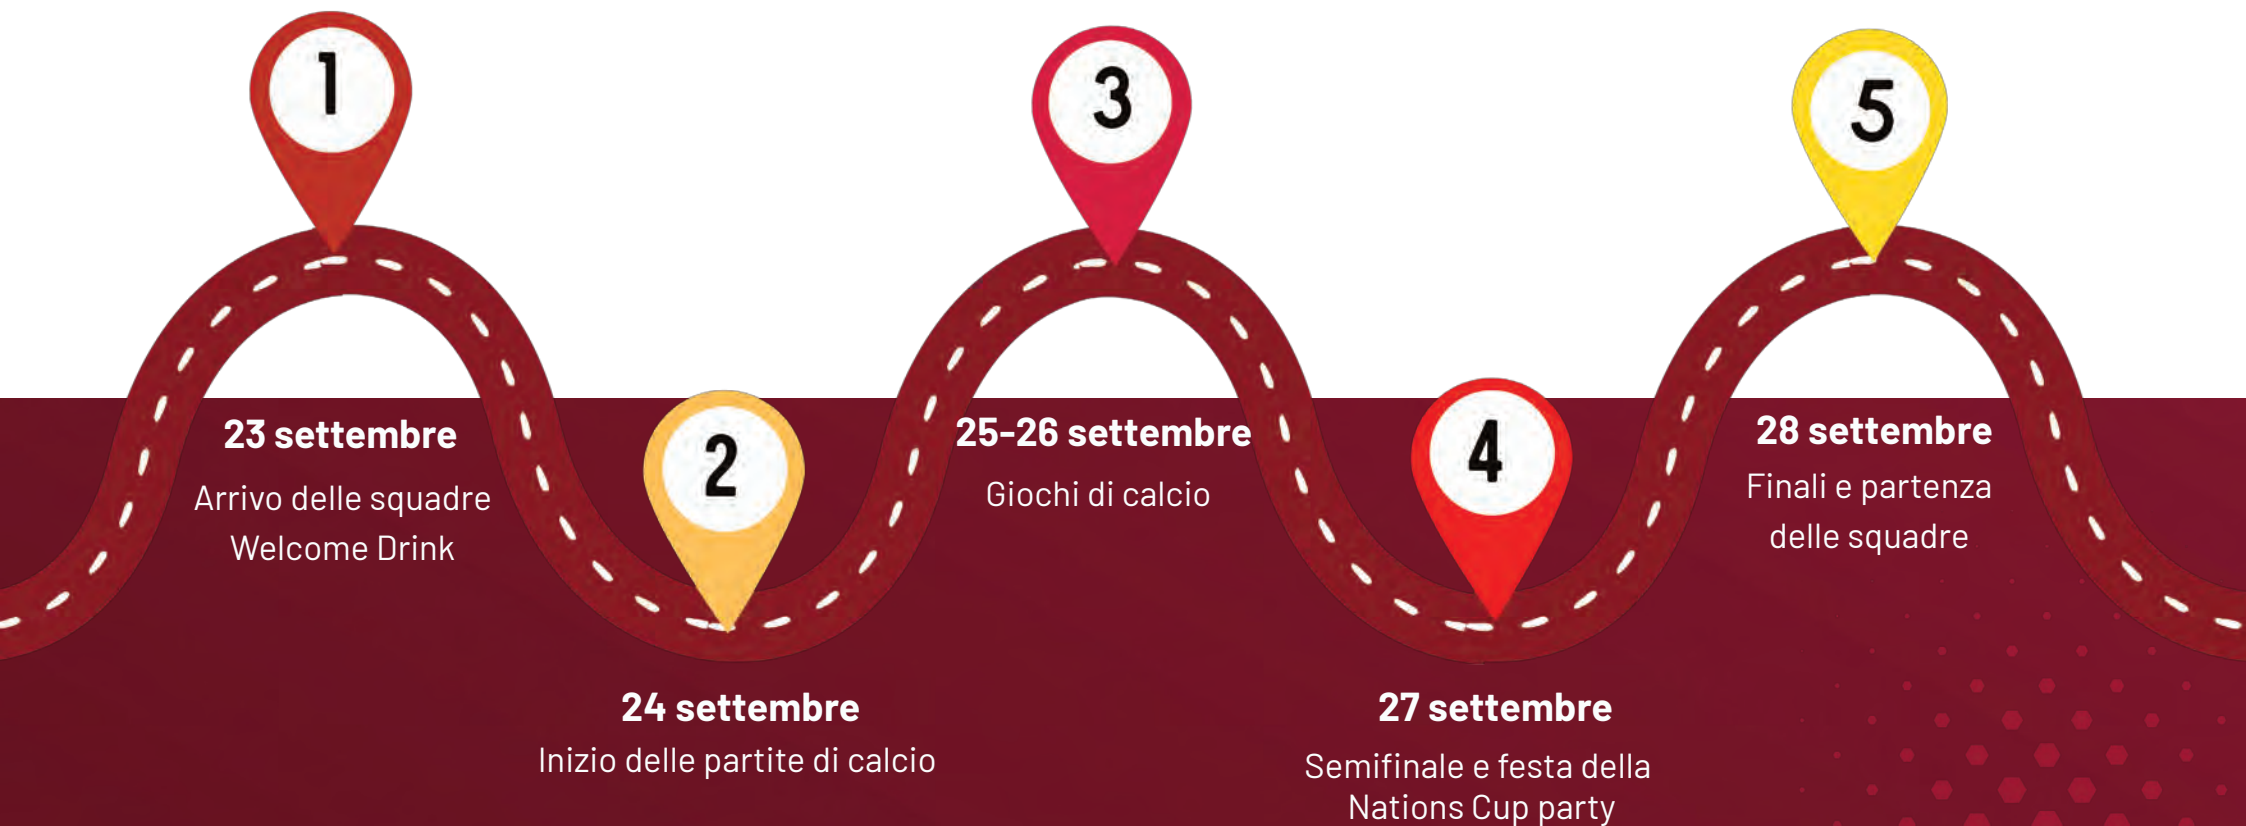 1
23 settembre
Arrivo delle squadre
Welcome Drink
2
24 settembre
Inizio delle partite di calcio
3
25-26 settembre
Giochi di calcio
4
27 settembre
Semifinale e festa della
Nations Cup party
5
28 settembre
Finali e partenza
delle squadre